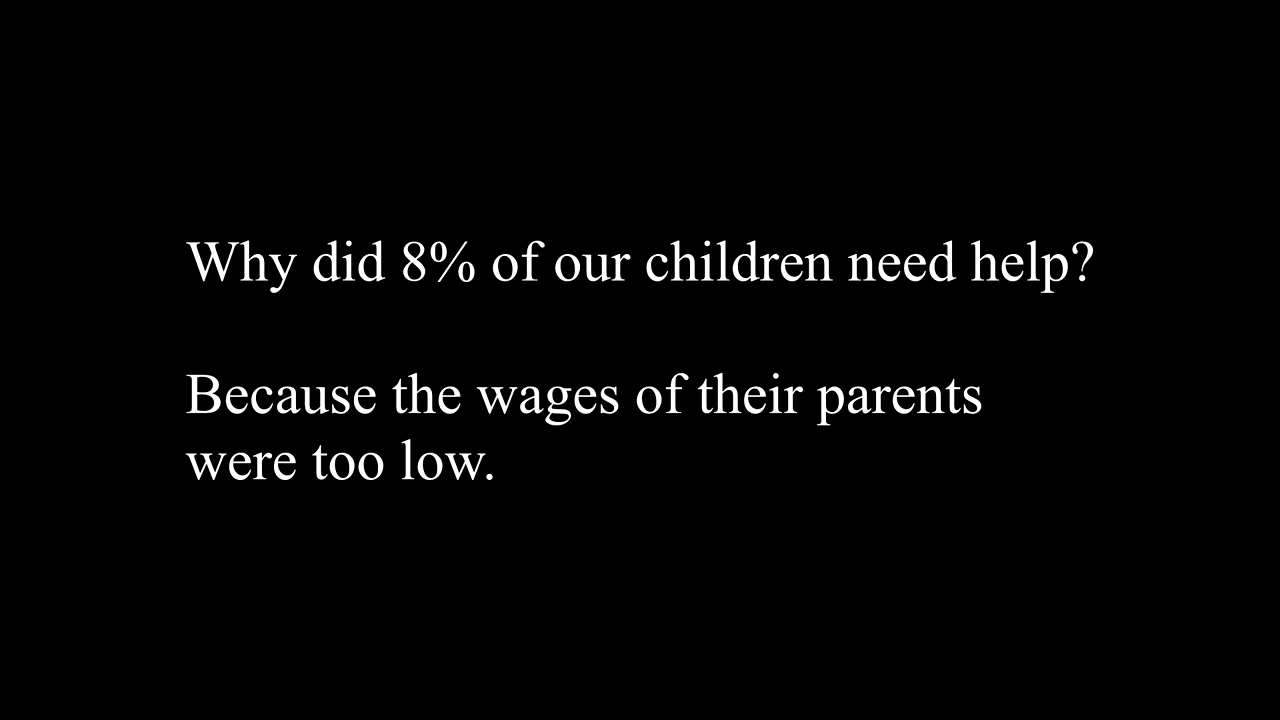 Why did 8% of our children need help?
Because the wages of their parents
were too low.